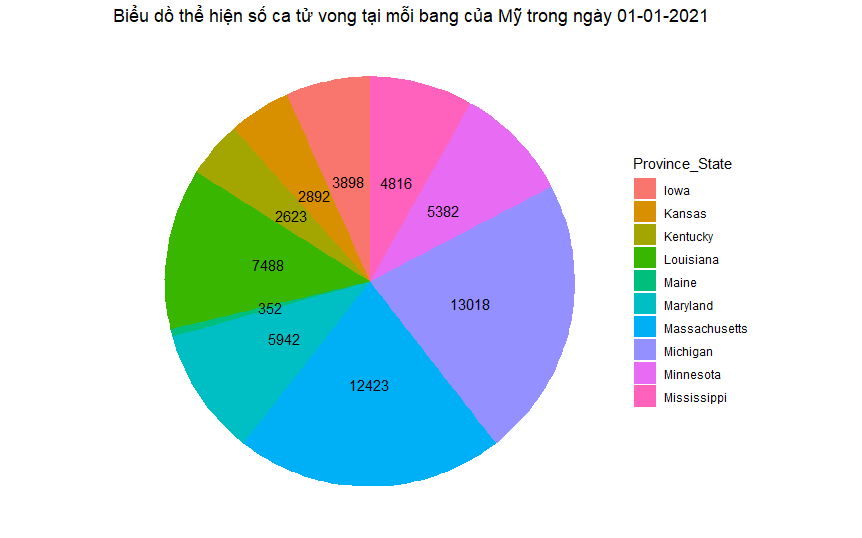 Biểu dồ thể hiện số ca tử vong tại mỗi bang của Mỹ trong ngày 01-01-2021
3898
4816
2892
5382
2623
7488
13018
352
5942
12423
Province_State
Iowa
Kansas
Kentucky
Louisiana
Maine
Maryland
Massachusetts
Michigan
Minnesota
Mississippi